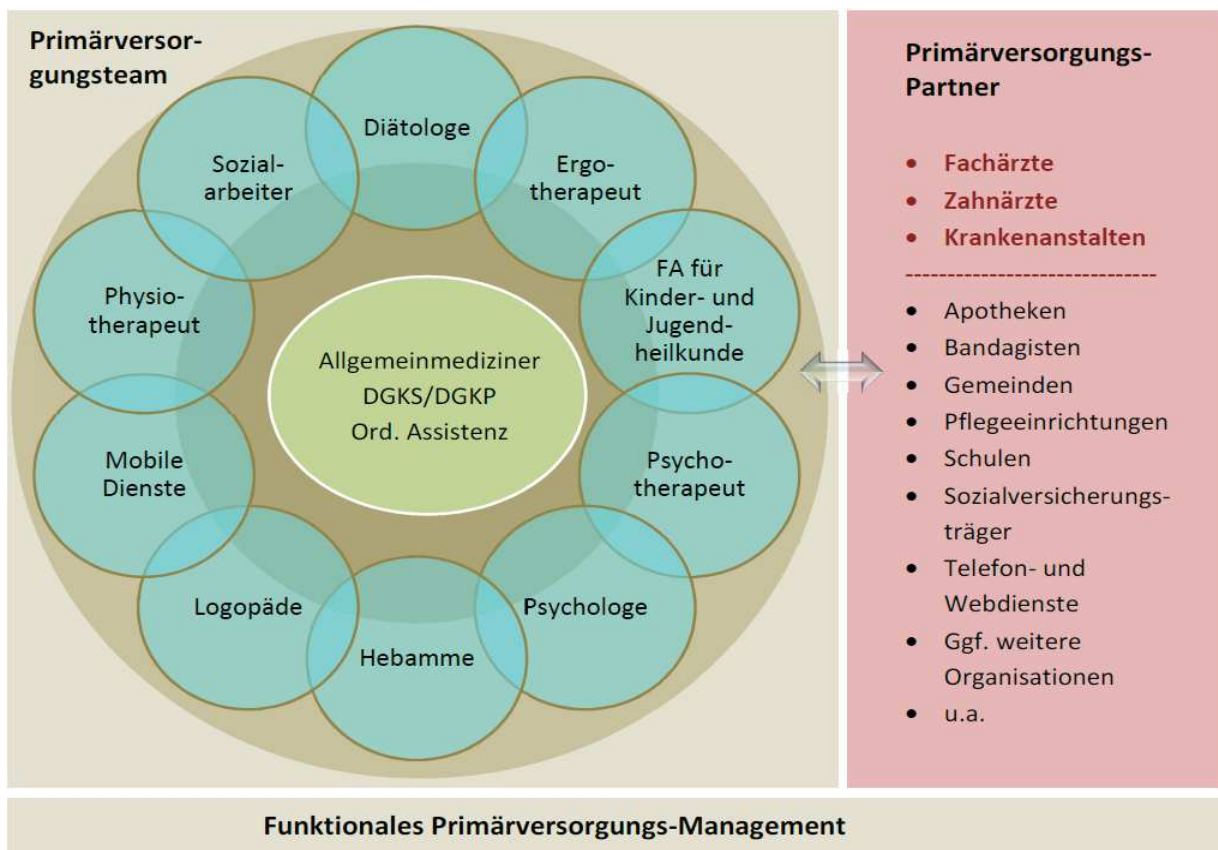 Primärversor-
gungsteam
Diätologe
Ergo-
therapeut
FA für
Kinder- und
Jugend-
heilkunde
Psycho-
therapeut
Psychologe
Hebamme
Logopäde
Mobile
Dienste
Physio-
therapeut
Sozial-
arbeiter
Allgemeinmediziner
DGKS/DGKP
Ord. Assistenz
Primärversorgungs-
Partner
• Fachärzte
• Zahnärzte
• Krankenanstalten
------------------------------
• Apotheken
• Bandagisten
• Gemeinden
• Pflegeeinrichtungen
• Schulen
• Sozialversicherungs-
träger
• Telefon- und
Webdienste
• Ggf. weitere
Organisationen
• u.a.
Funktionales Primärversorgungs-Management